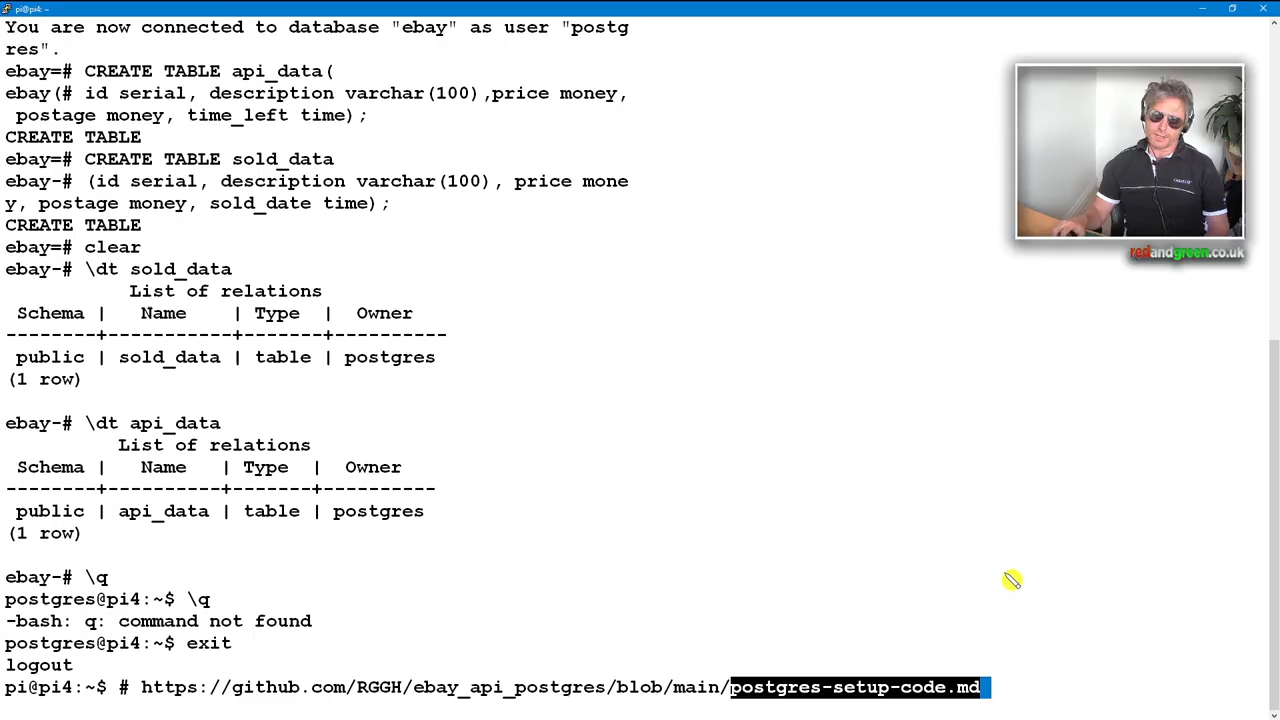 pi@pi4: ~
You are now connected to database "ebay" as user "postg
res".
ebay=# CREATE TABLE api_data(
ebay(# id serial, description varchar(100),price money,
 postage money, time_left time);
CREATE TABLE
ebay=# CREATE TABLE sold_data
ebay-# (id serial, description varchar(100), price mone
y, postage money, sold_date time);
CREATE TABLE
ebay=# clear
ebay-# \dt sold_data
           List of relations
 Schema |   Name    | Type  |  Owner
--------+-----------+-------+----------
 public | sold_data | table | postgres
(1 row)
ebay-# \dt api_data
          List of relations
 Schema |   Name   | Type  |  Owner
--------+----------+-------+----------
 public | api_data | table | postgres
(1 row)
ebay-# \q
postgres@pi4:~$ \q
-bash: q: command not found
postgres@pi4:~$ exit
logout
pi@pi4:~$ # https://github.com/RGGH/ebay_api_postgres/blob/main/postgres-setup-code.md
redandgreen.co.uk